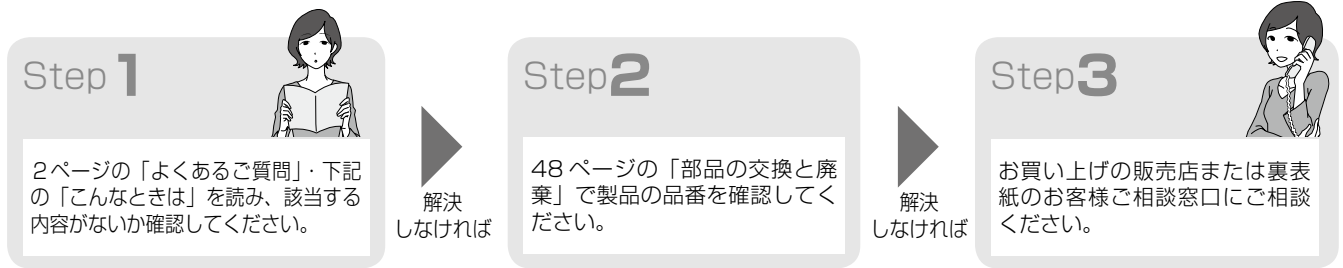 Step 1
２ページの「よくあるご質問」・下記
の「こんなときは」を読み、該当する
内容がないか確認してください。
解決
しなければ
Step2
48 ページの「部品の交換と廃
棄」で製品の品番を確認してく
ださい。
解決
しなければ
Step3
お買い上げの販売店または裏表
紙のお客様ご相談窓口にご相談
ください。